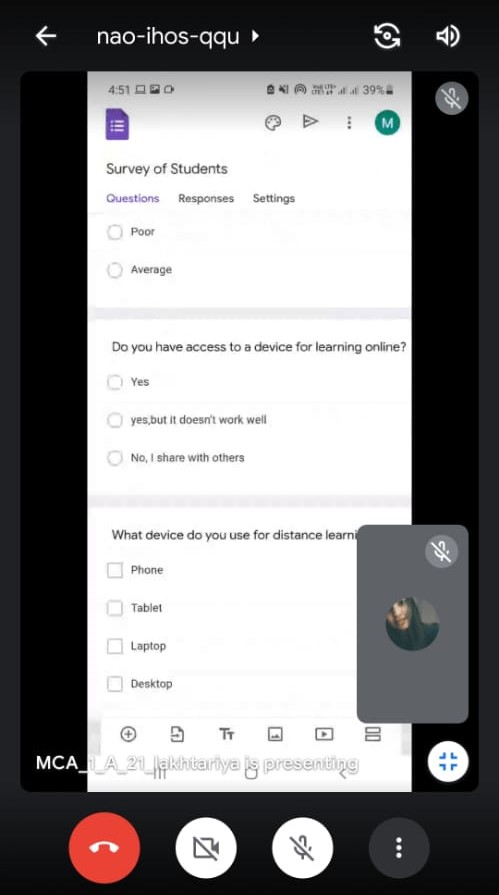 nao-ihos-qqu
4:51 39%
M
Survey of Students
Questions Responses Settings
Poor
Average
Do you have access to a device for learning online?
Yes
yes,but it doesn't work well
No, I share with others
What device do you use for distance learni
Phone
Tablet
Laptop
Desktop
MCA_1_A_21_lakhtariya is presenting